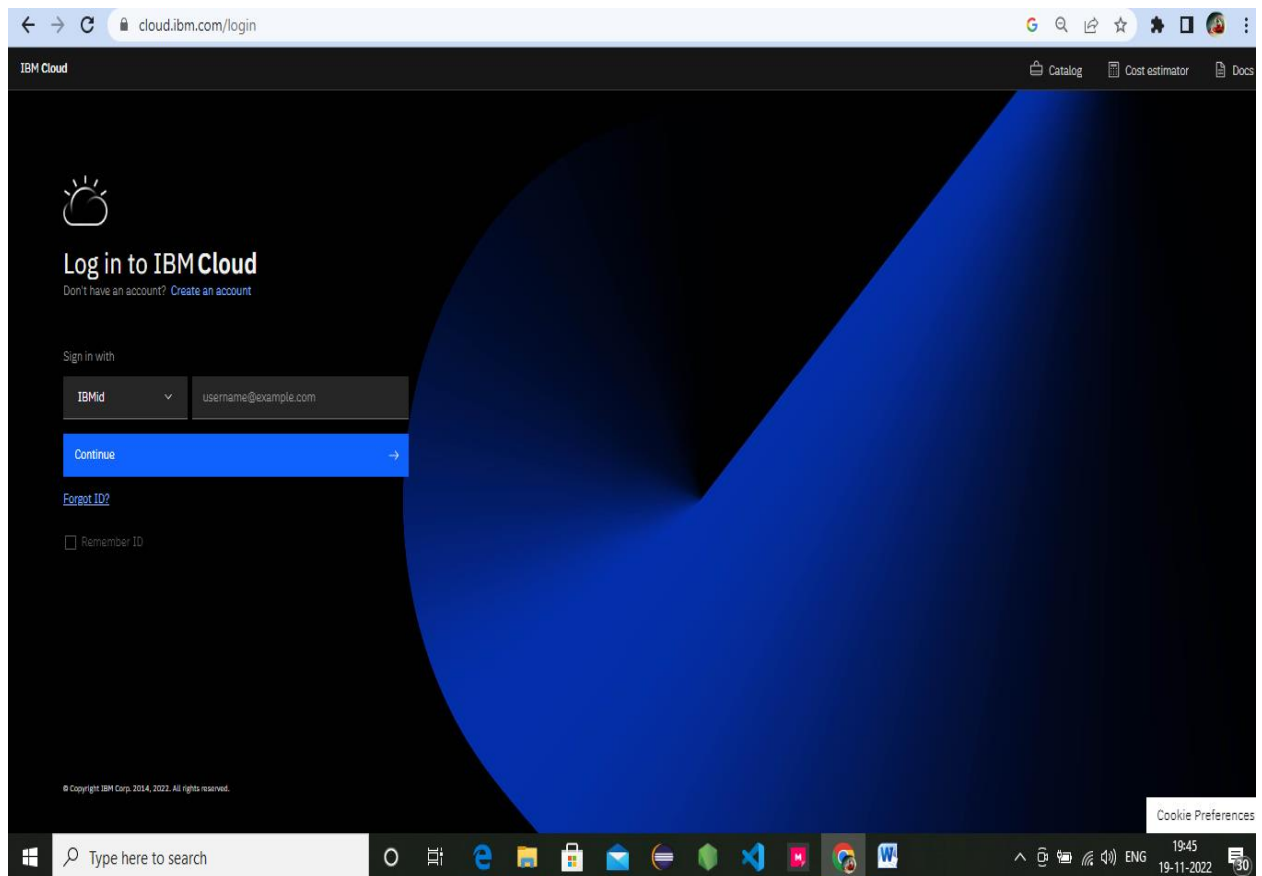 cloud.ibm.com/login
IBM Cloud
Catalog
Cost estimator
Docs
Log in to IBM Cloud
Don't have an account? Create an account
Sign in with
IBMid
username@example.com
Continue
Forgot ID?
Remember ID
© Copyright IBM Corp. 2014, 2022. All rights reserved.
Cookie Preferences
Type here to search
ENG
19:45
19-11-2022
30